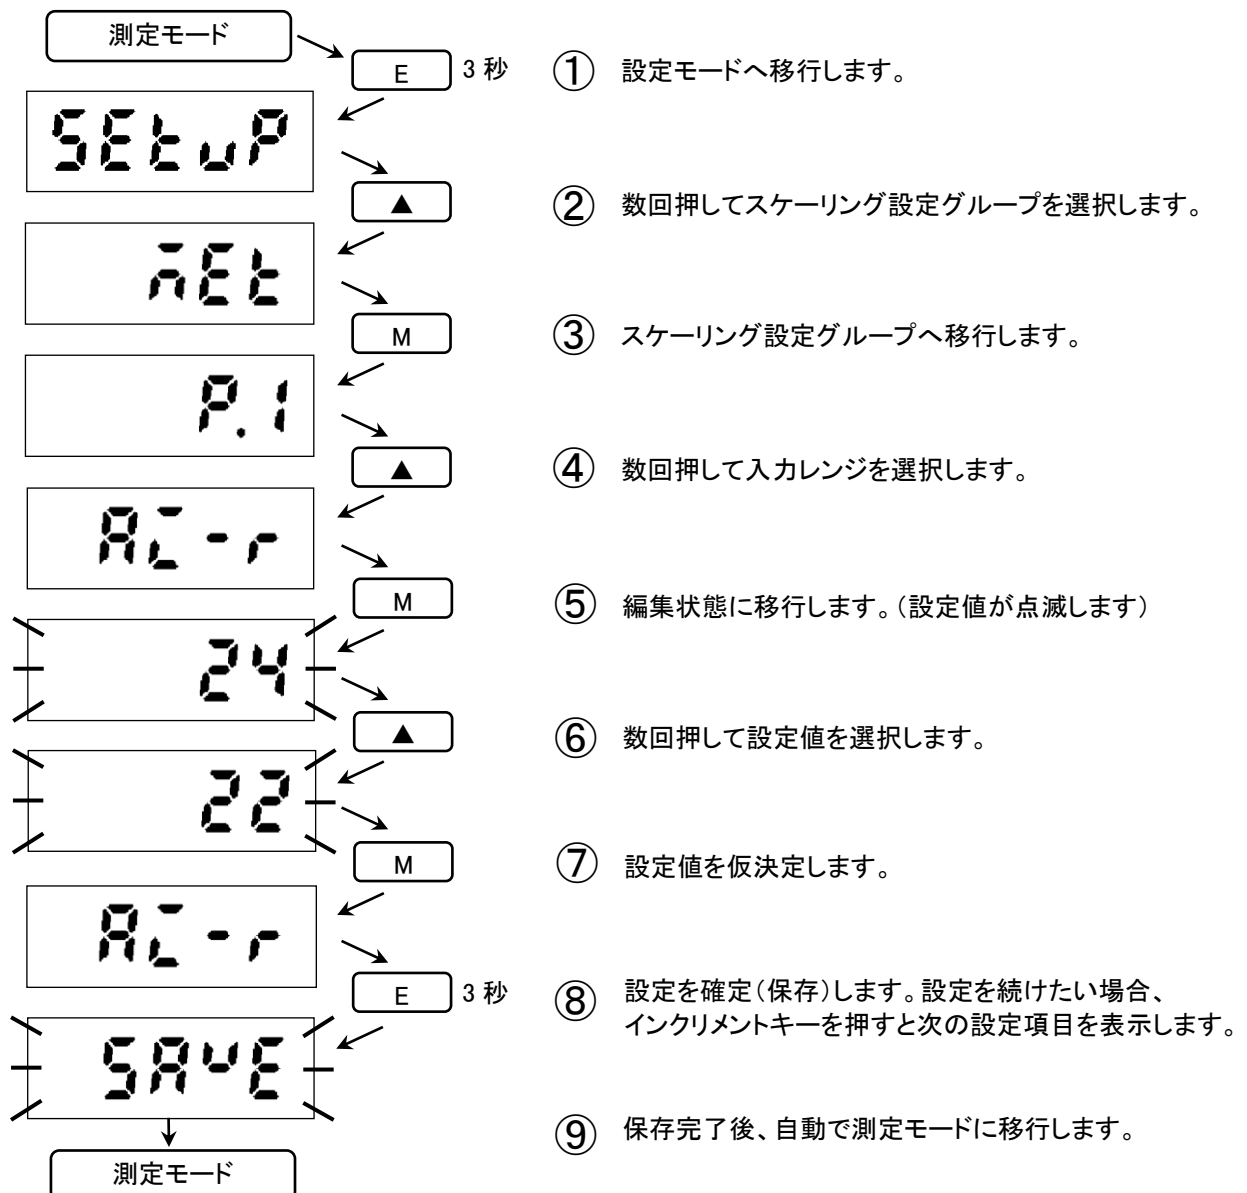 測定モード
E 3 秒 ① 設定モードへ移行します。
SEtuP
▲ ② 数回押してスケーリング設定グループを選択します。
mEt
M ③ スケーリング設定グループへ移行します。
P.1
▲ ④ 数回押して入力レンジを選択します。
Ai-r
M ⑤ 編集状態に移行します。（設定値が点滅します）
24
▲ ⑥ 数回押して設定値を選択します。
22
M ⑦ 設定値を仮決定します。
Ai-r
E 3 秒 ⑧ 設定を確定（保存）します。設定を続けたい場合、
インクリメントキーを押すと次の設定項目を表示します。
SAvE
⑨ 保存完了後、自動で測定モードに移行します。
測定モード